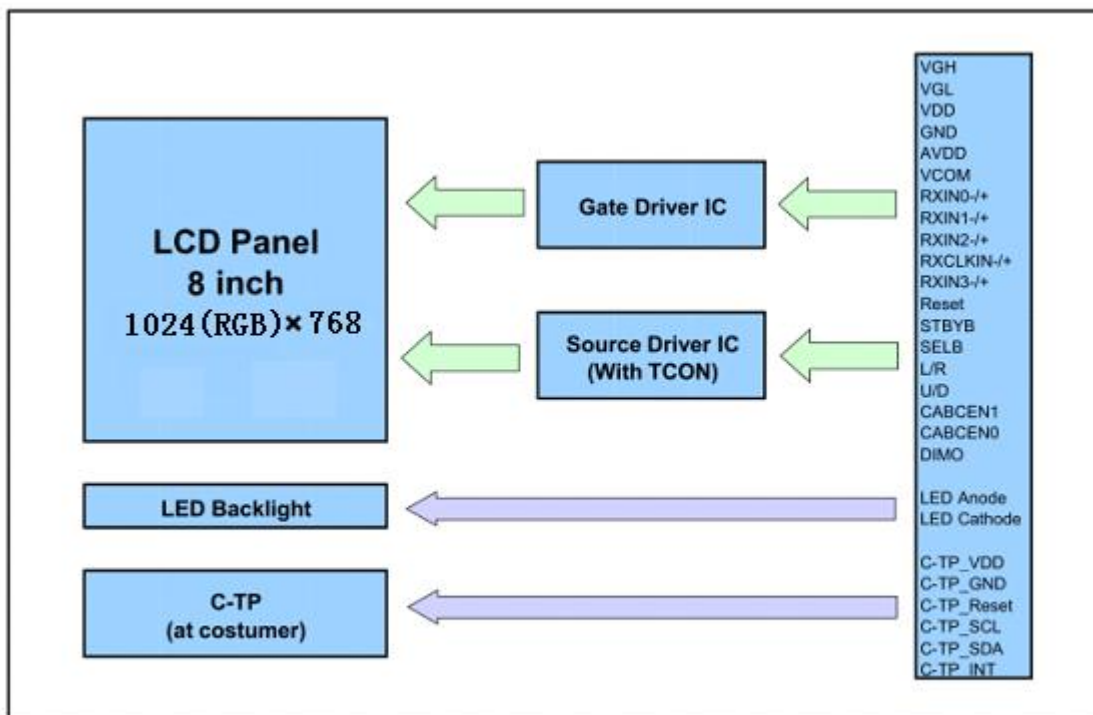 LCD Panel
8 inch
1024(RGB)×768
Gate Driver IC
Source Driver IC
(With TCON)
LED Backlight
C-TP
(at costumer)
VGH
VGL
VDD
GND
AVDD
VCOM
RXIN0-/+
RXIN1-/+
RXIN2-/+
RXCLKIN-/+
RXIN3-/+
Reset
STBYB
SELB
L/R
U/D
CABCEN1
CABCEN0
DIMO
LED Anode
LED Cathode
C-TP_VDD
C-TP_GND
C-TP_Reset
C-TP_SCL
C-TP_SDA
C-TP_INT